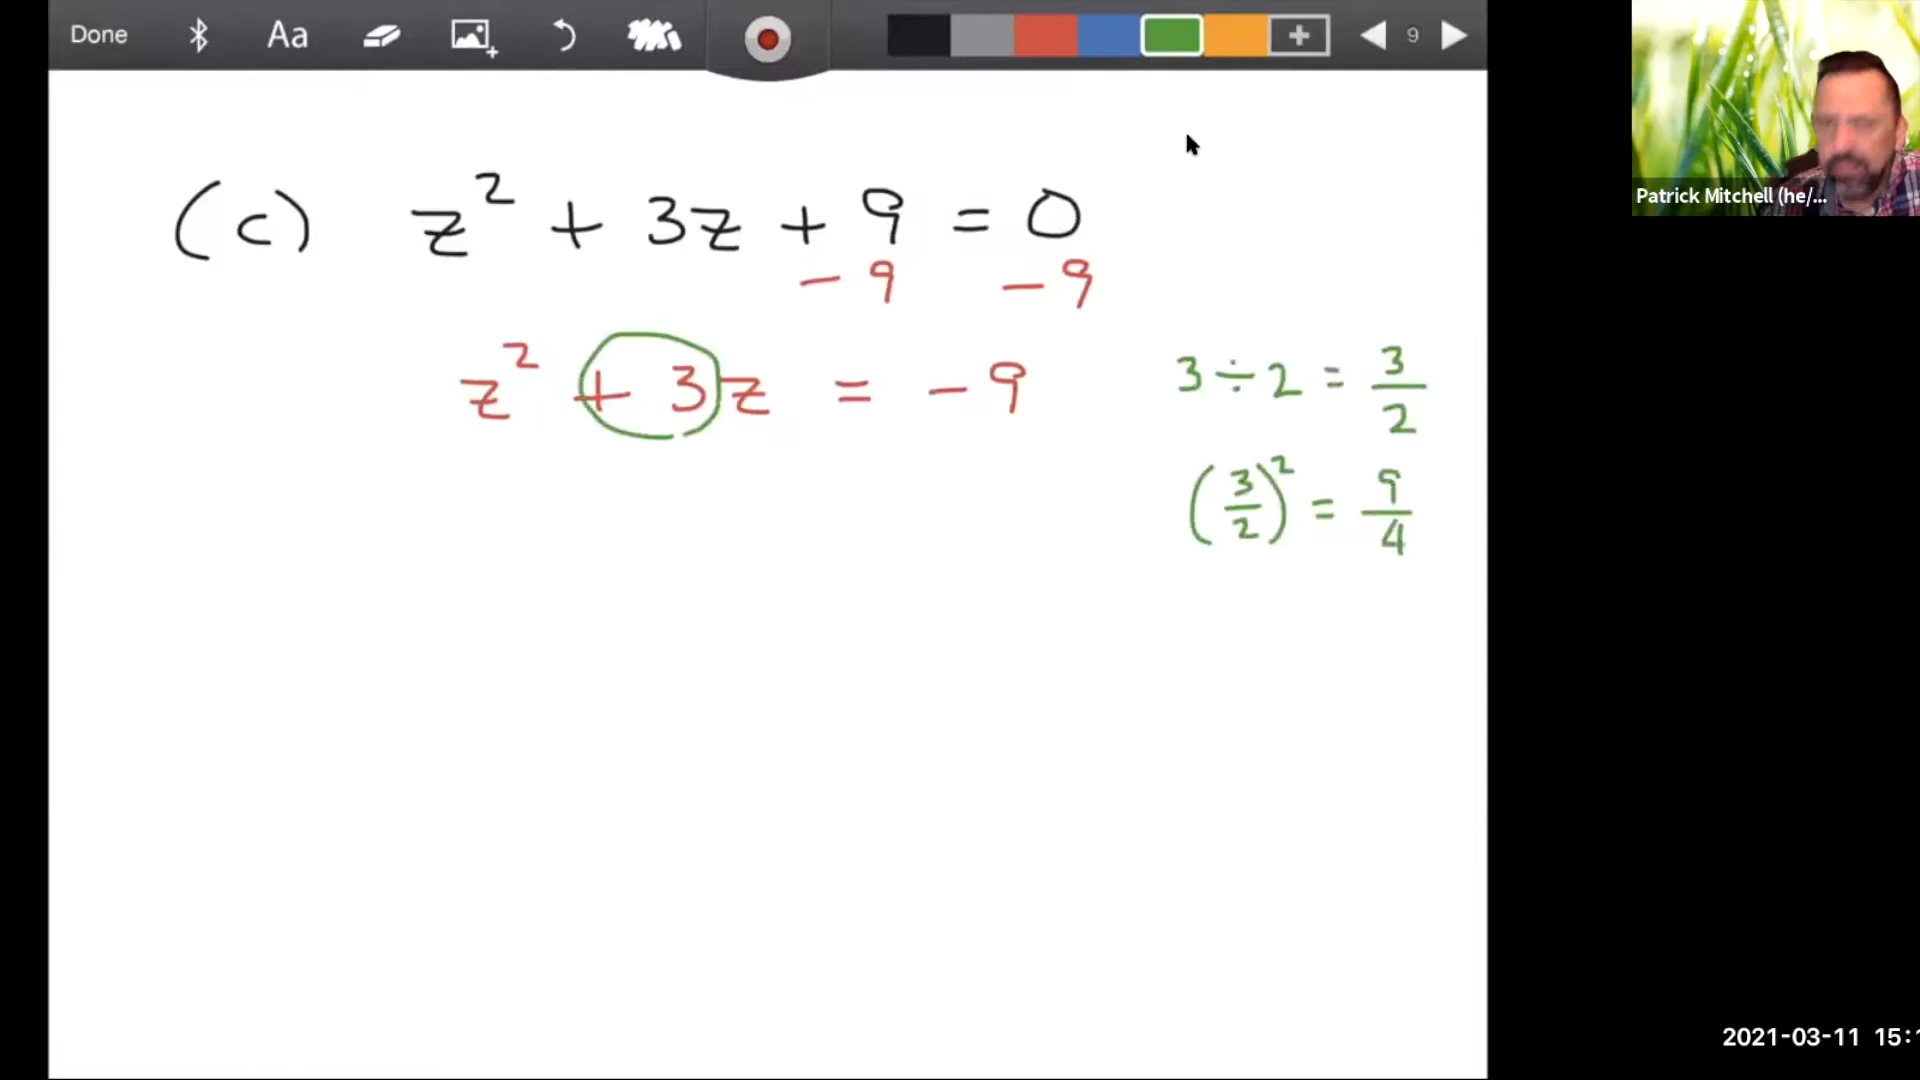 Done Aa 9
(c) z² + 3z + 9 = 0
- 9 - 9
z² + 3z = - 9
3 ÷ 2 = 3/2
(3/2)² = 9/4
Patrick Mitchell (he/...
2021-03-11 15:1